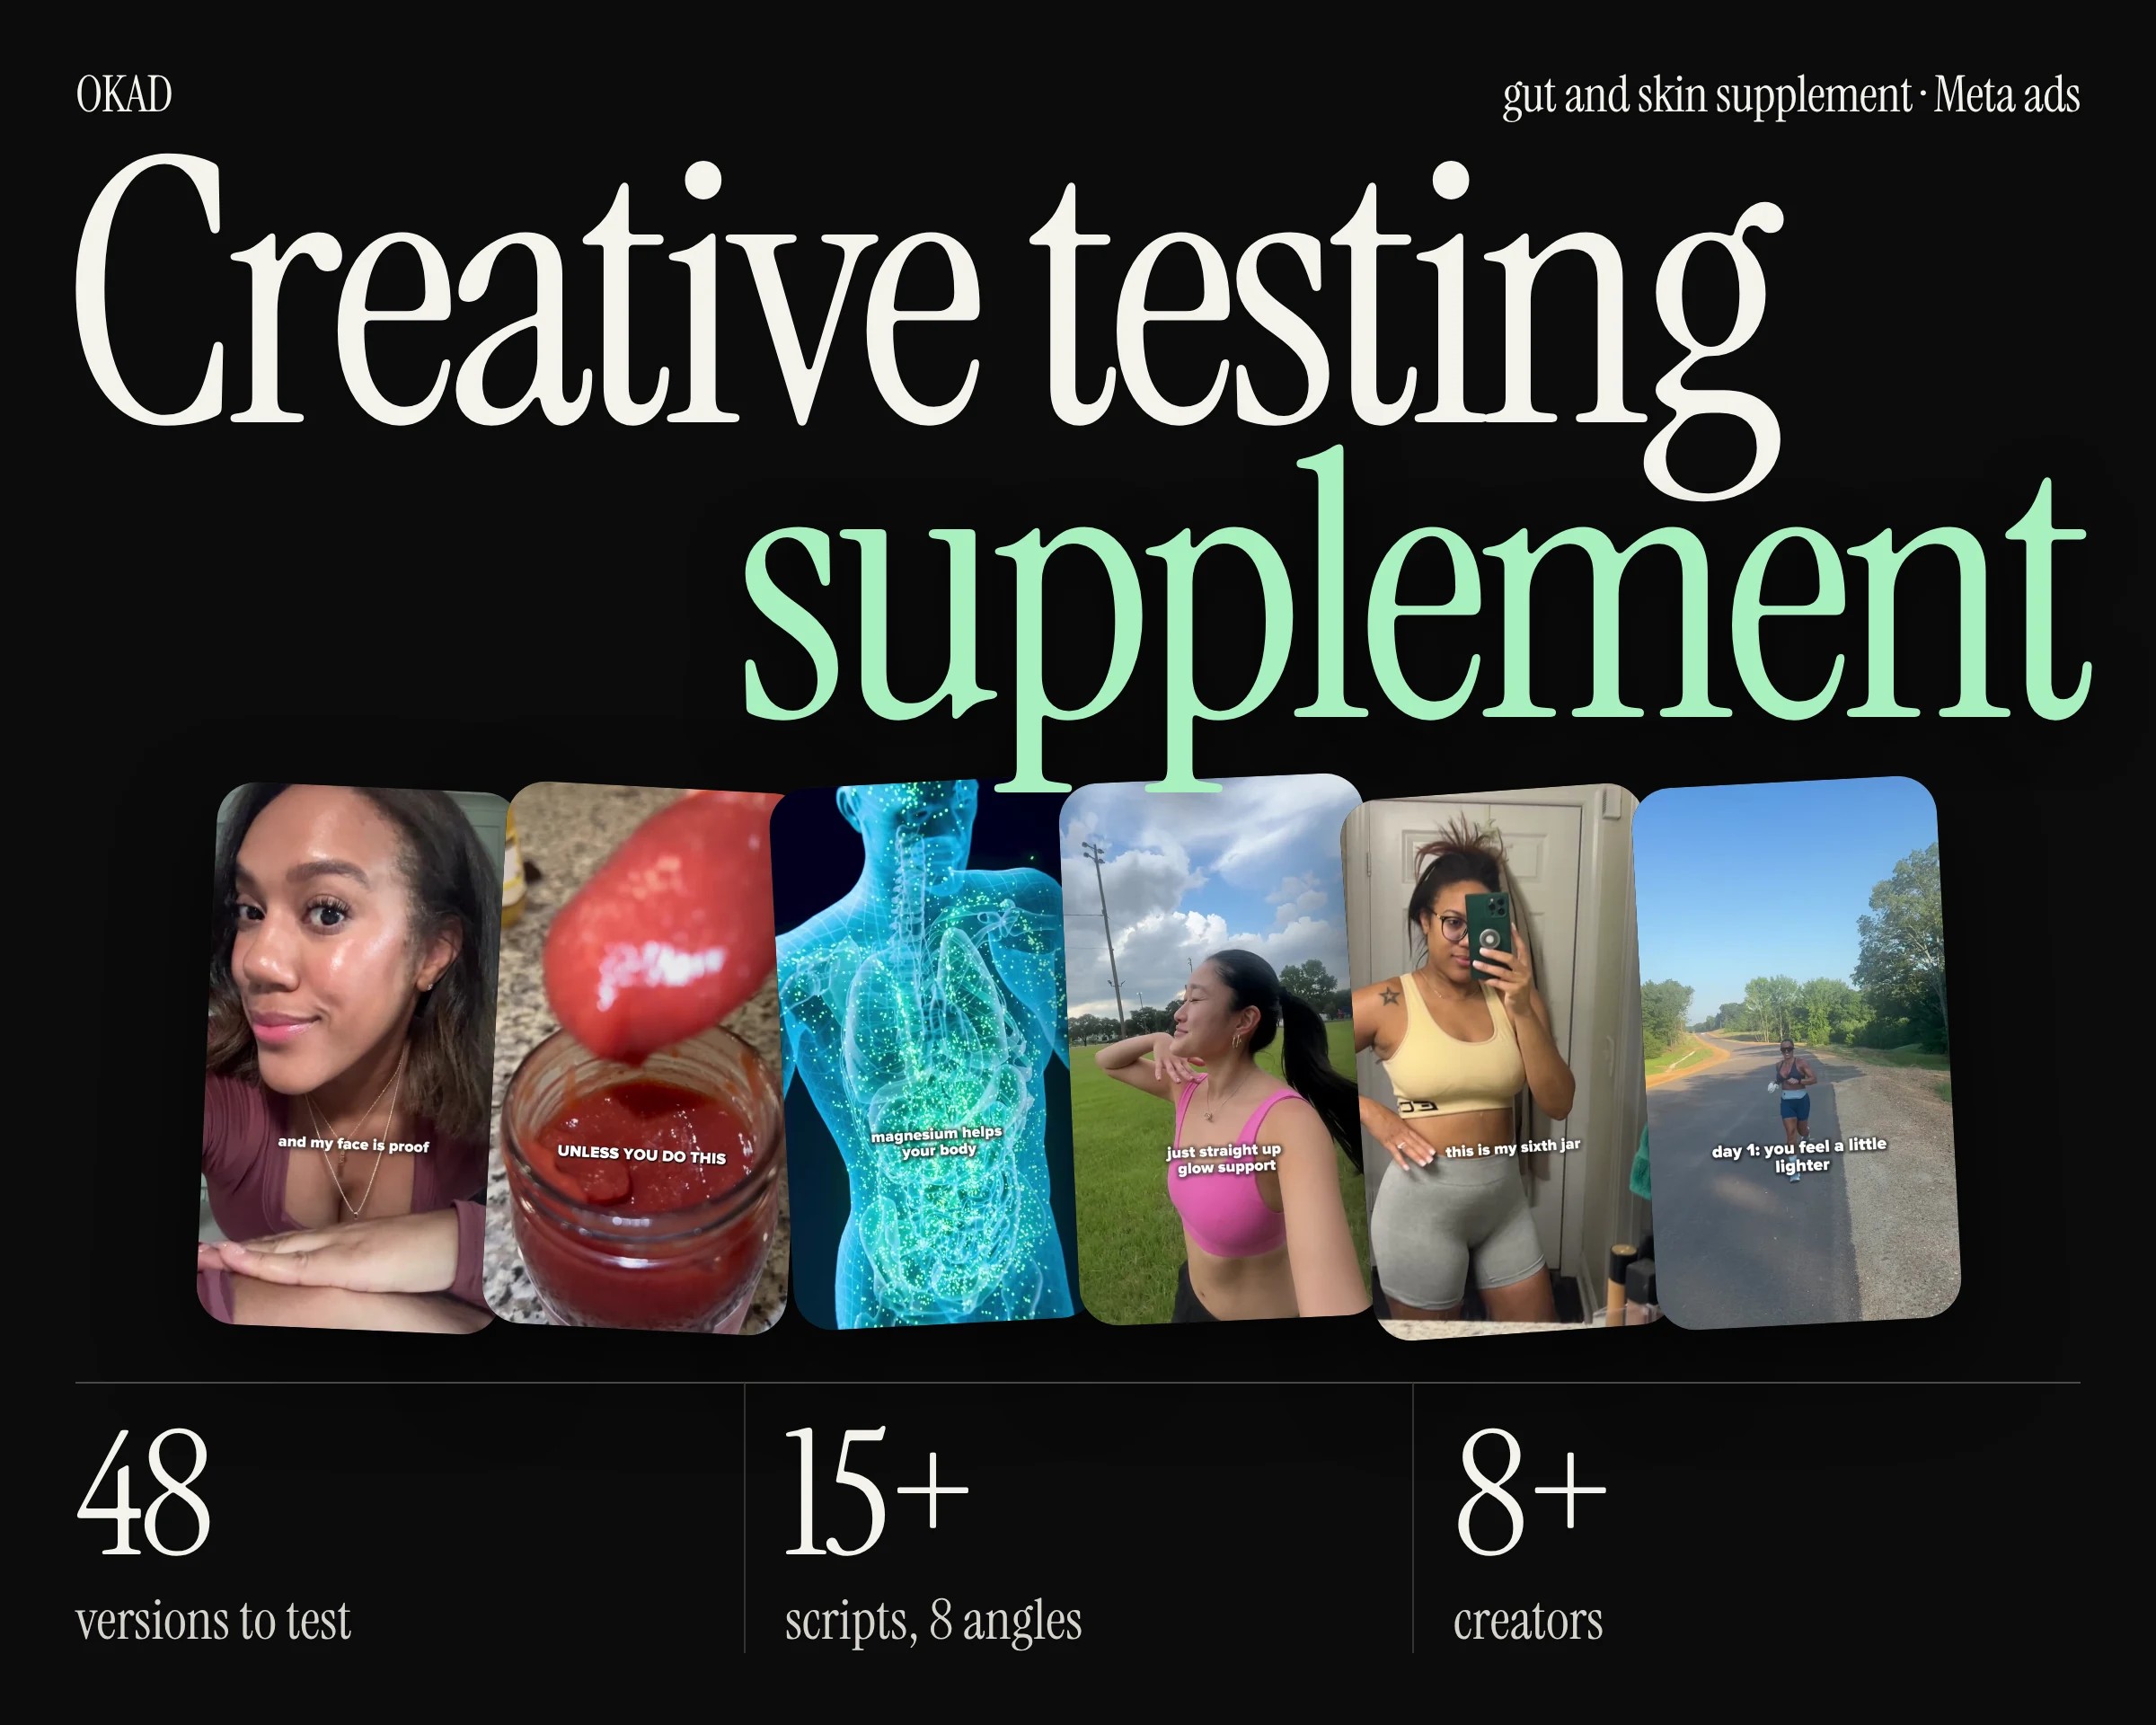 OKAD
gut and skin supplement · Meta ads
Creative testing
supplement
and my face is proof
UNLESS YOU DO THIS
magnesium helps
your body
just straight up
glow support
this is my sixth jar
day 1: you feel a little
lighter
48
versions to test
15+
scripts, 8 angles
8+
creators